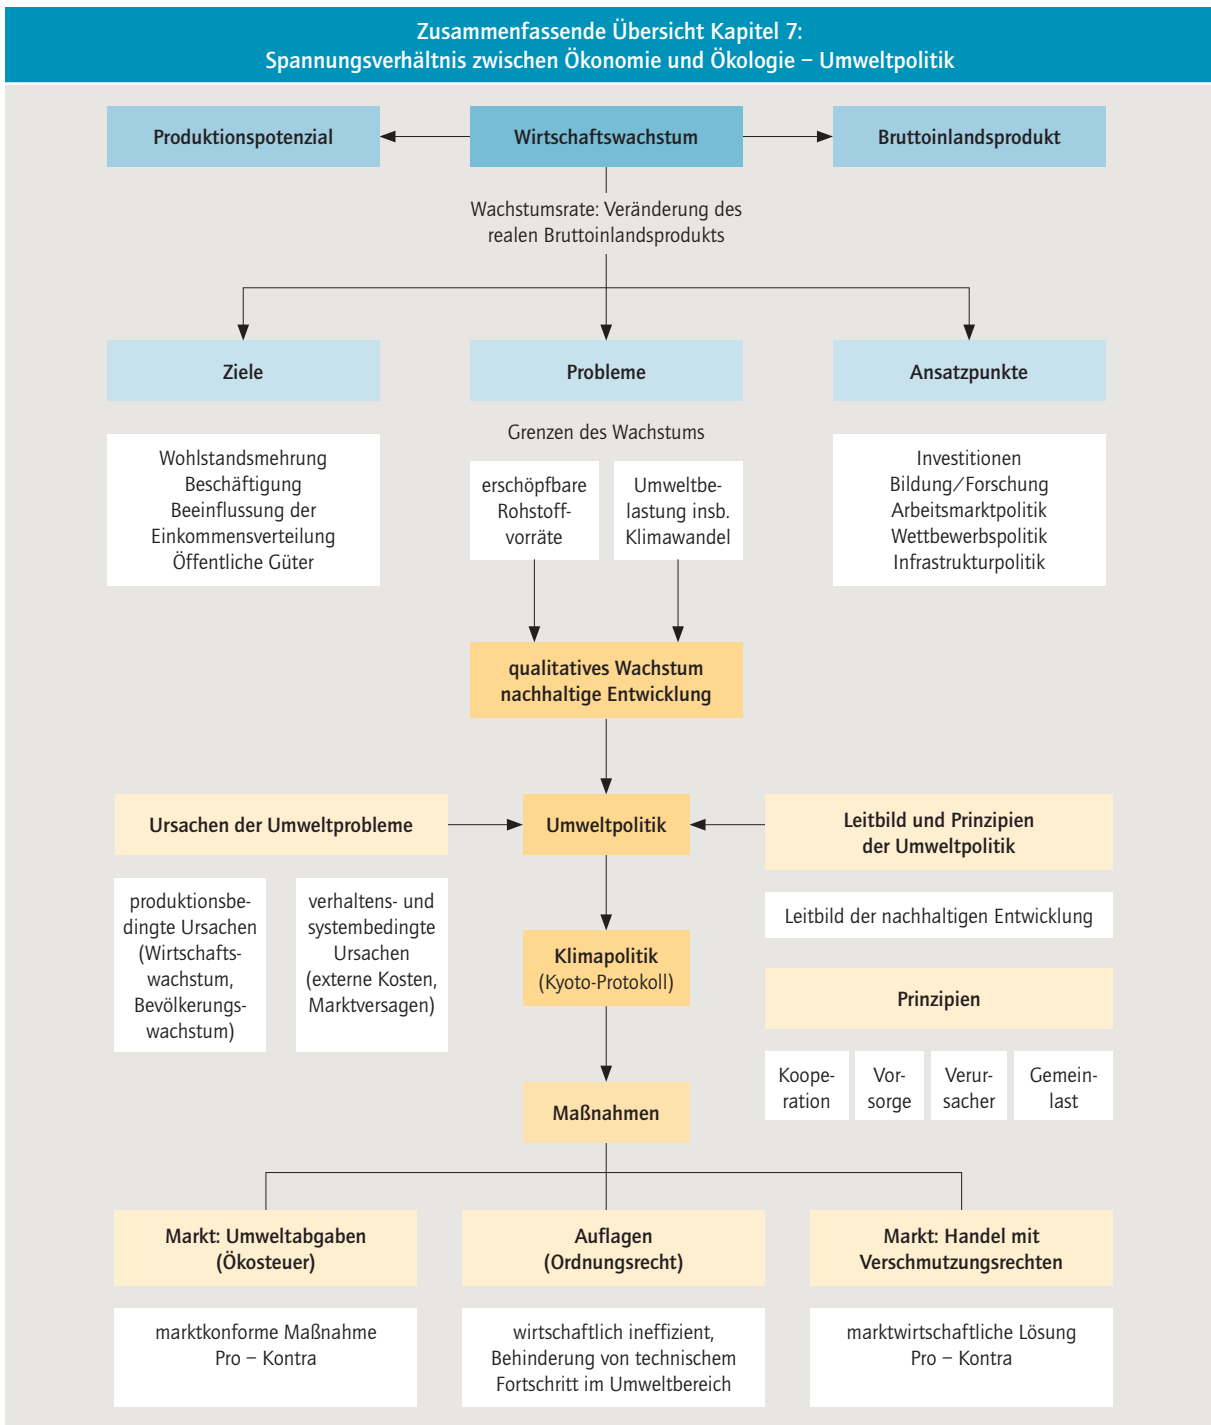 Zusammenfassende Übersicht Kapitel 7:
Spannungsverhältnis zwischen Ökonomie und Ökologie – Umweltpolitik
Produktionspotenzial
Wirtschaftswachstum
Bruttoinlandsprodukt
Wachstumsrate: Veränderung des
realen Bruttoinlandsprodukts
Ziele
Wohlstandsmehrung
Beschäftigung
Beeinflussung der
Einkommensverteilung
Öffentliche Güter
Probleme
Grenzen des Wachstums
erschöpfbare
Rohstoff-
vorräte
Umweltbe-
lastung insb.
Klimawandel
Ansatzpunkte
Investitionen
Bildung/Forschung
Arbeitsmarktpolitik
Wettbewerbspolitik
Infrastrukturpolitik
qualitatives Wachstum
nachhaltige Entwicklung
Ursachen der Umweltprobleme
produktionsbe-
dingte Ursachen
(Wirtschafts-
wachstum,
Bevölkerungs-
wachstum)
verhaltens- und
systembedingte
Ursachen
(externe Kosten,
Marktversagen)
Umweltpolitik
Klimapolitik
(Kyoto-Protokoll)
Leitbild und Prinzipien
der Umweltpolitik
Leitbild der nachhaltigen Entwicklung
Prinzipien
Koope-
ration
Vor-
sorge
Verur-
sacher
Gemein-
last
Maßnahmen
Markt: Umweltabgaben
(Ökosteuer)
marktkonforme Maßnahme
Pro – Kontra
Auflagen
(Ordnungsrecht)
wirtschaftlich ineffizient,
Behinderung von technischem
Fortschritt im Umweltbereich
Markt: Handel mit
Verschmutzungsrechten
marktwirtschaftliche Lösung
Pro – Kontra